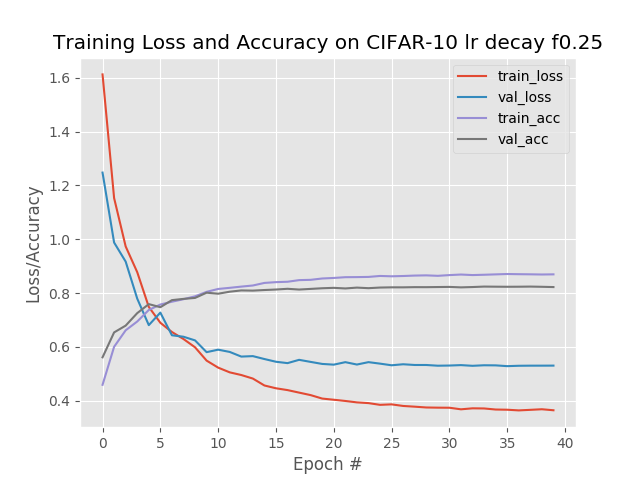 Training Loss and Accuracy on CIFAR-10 lr decay f0.25
train_loss
val_loss
train_acc
val_acc
Loss/Accuracy
1.6
1.4
1.2
1.0
0.8
0.6
0.4
0 5 10 15 20 25 30 35 40
Epoch #